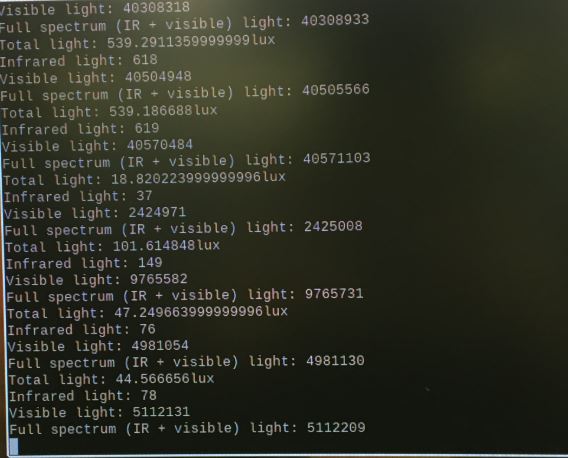 Visible light: 40308318
Full spectrum (IR + visible) light: 40308933
Total light: 539.2911359999999lux
Infrared light: 618
Visible light: 40504948
Full spectrum (IR + visible) light: 40505566
Total light: 539.186688lux
Infrared light: 619
Visible light: 40570484
Full spectrum (IR + visible) light: 40571103
Total light: 18.820223999999996lux
Infrared light: 37
Visible light: 2424971
Full spectrum (IR + visible) light: 2425008
Total light: 101.614848lux
Infrared light: 149
Visible light: 9765582
Full spectrum (IR + visible) light: 9765731
Total light: 47.249663999999996lux
Infrared light: 76
Visible light: 4981054
Full spectrum (IR + visible) light: 4981130
Total light: 44.566656lux
Infrared light: 78
Visible light: 5112131
Full spectrum (IR + visible) light: 5112209